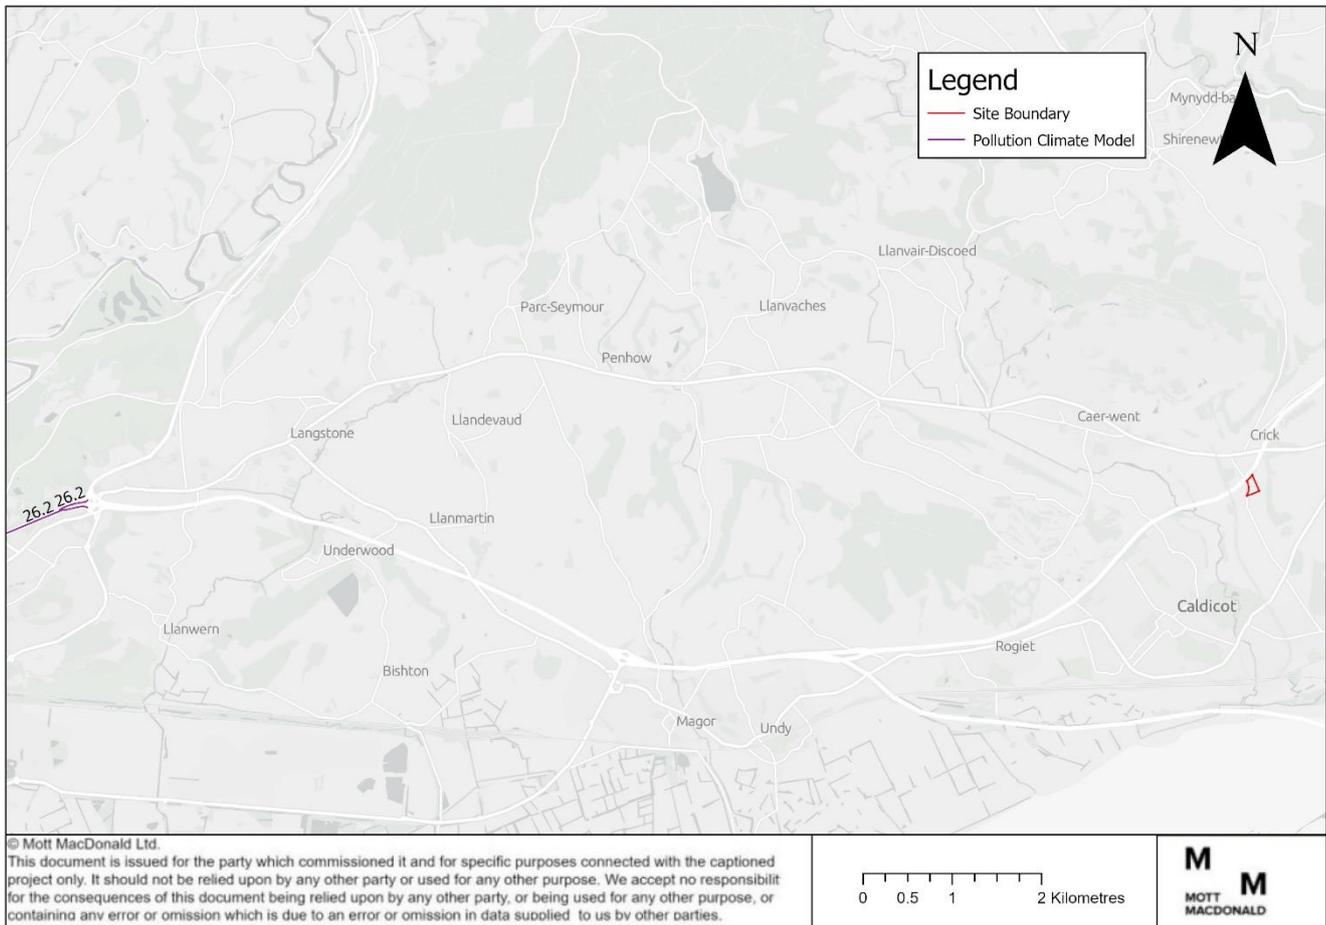 N
Legend
Site Boundary
Pollution Climate Model
Mynydd-ba
Shirenewt
Llanvair-Discoed
Parc-Seymour
Llanvaches
Penhow
Caer-went
Llandevaud
Langstone
Crick
26.2 26.2
Llanmartin
Underwood
Caldicot
Llanwern
Rogiet
Bishton
Magor
Undy
© Mott MacDonald Ltd.
This document is issued for the party which commissioned it and for specific purposes connected with the captioned
project only. It should not be relied upon by any other party or used for any other purpose. We accept no responsibilit
for the consequences of this document being relied upon by any other party, or being used for any other purpose, or
containing any error or omission which is due to an error or omission in data supplied to us by other parties.
0 0.5 1 2 Kilometres
M
M
MOTT
MACDONALD